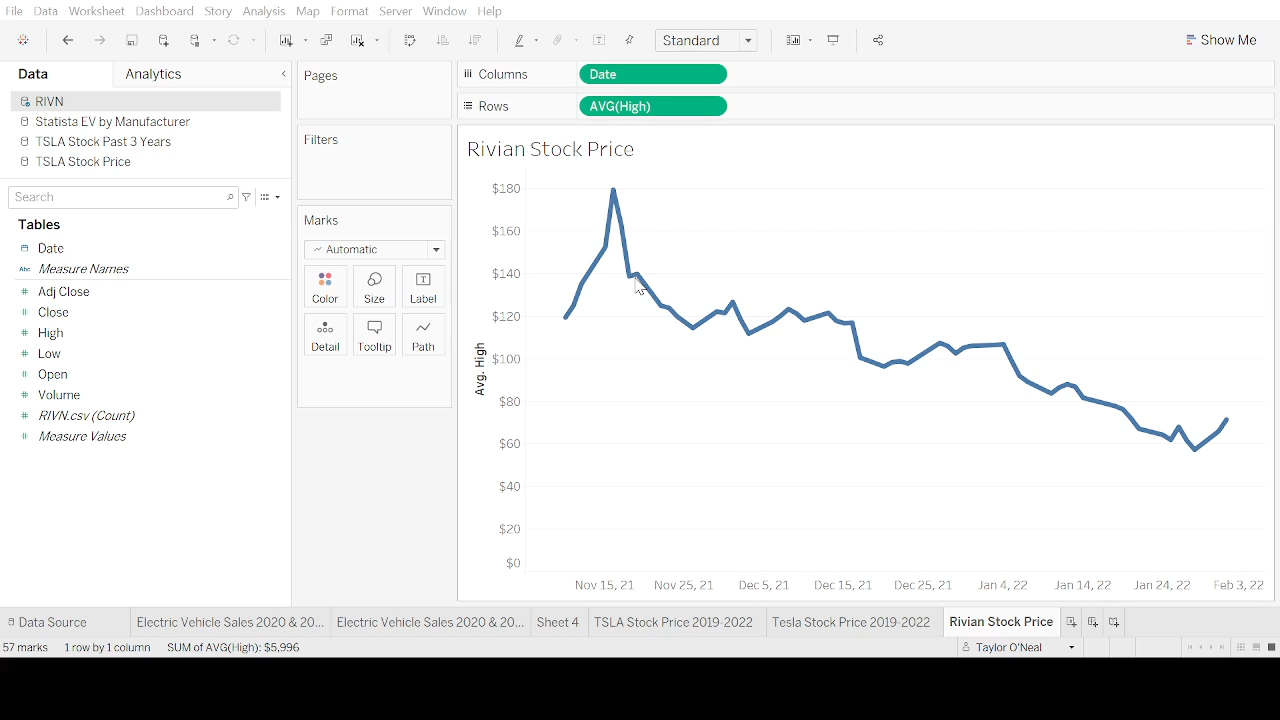 File Data Worksheet Dashboard Story Analysis Map Format Server Window Help
Standard
Show Me
Data Analytics
RIVN
Statista EV by Manufacturer
TSLA Stock Past 3 Years
TSLA Stock Price
Search
Tables
Date
Abc Measure Names
# Adj Close
# Close
# High
# Low
# Open
# Volume
# RIVN.csv (Count)
# Measure Values
Pages
Filters
Marks
Automatic
Color Size Label
Detail Tooltip Path
Columns Date
Rows AVG(High)
Rivian Stock Price
Avg. High
$180
$160
$140
$120
$100
$80
$60
$40
$20
$0
Nov 15, 21 Nov 25, 21 Dec 5, 21 Dec 15, 21 Dec 25, 21 Jan 4, 22 Jan 14, 22 Jan 24, 22 Feb 3, 22
Data Source Electric Vehicle Sales 2020 & 20... Electric Vehicle Sales 2020 & 20... Sheet 4 TSLA Stock Price 2019-2022 Tesla Stock Price 2019-2022 Rivian Stock Price
57 marks 1 row by 1 column SUM of AVG(High): $5,996 Taylor O'Neal